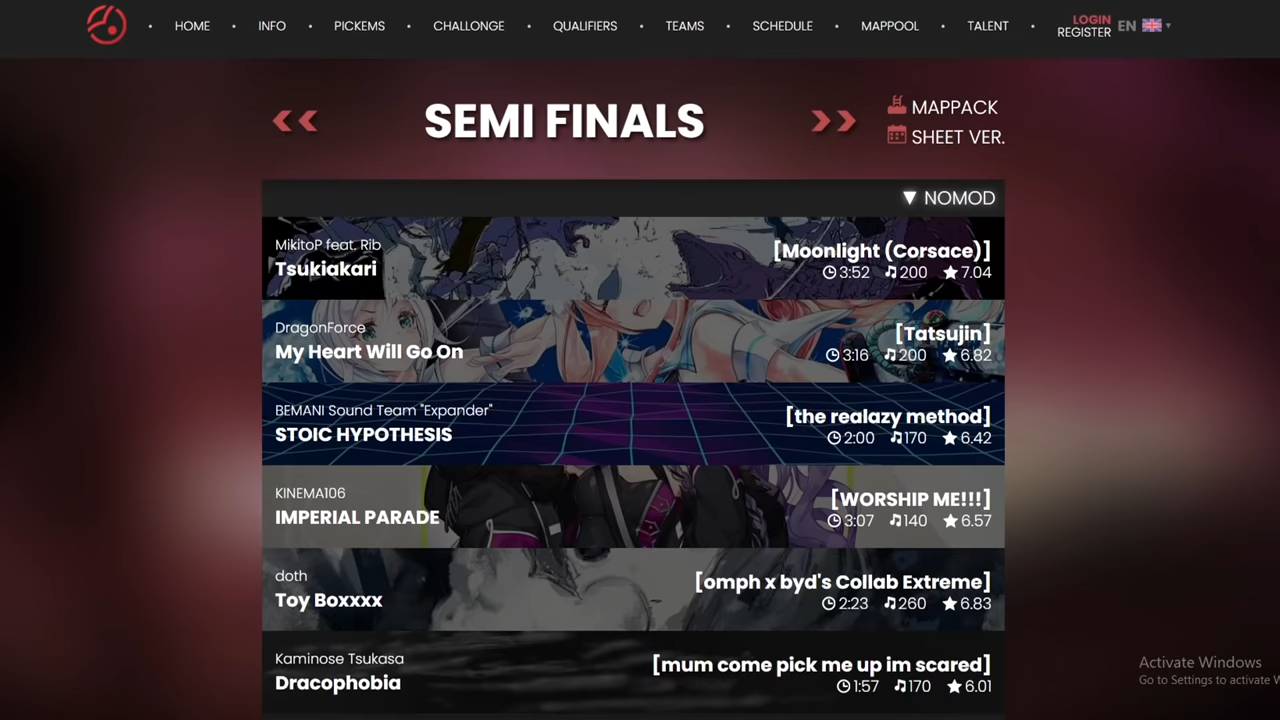 HOME
INFO
PICKEMS
CHALLONGE
QUALIFIERS
TEAMS
SCHEDULE
MAPPOOL
TALENT
LOGIN
REGISTER
EN
SEMI FINALS
MAPPACK
SHEET VER.
▼ NOMOD
MikitoP feat. Rib
Tsukiakari
[Moonlight (Corsace)]
3:52 200 7.04
DragonForce
My Heart Will Go On
[Tatsujin]
3:16 200 6.82
BEMANI Sound Team "Expander"
STOIC HYPOTHESIS
[the realazy method]
2:00 170 6.42
KINEMA106
IMPERIAL PARADE
[WORSHIP ME!!!]
3:07 140 6.57
doth
Toy Boxxxx
[omph x byd's Collab Extreme]
2:23 260 6.83
Kaminose Tsukasa
Dracophobia
[mum come pick me up im scared]
1:57 170 6.01
Activate Windows
Go to Settings to activate W